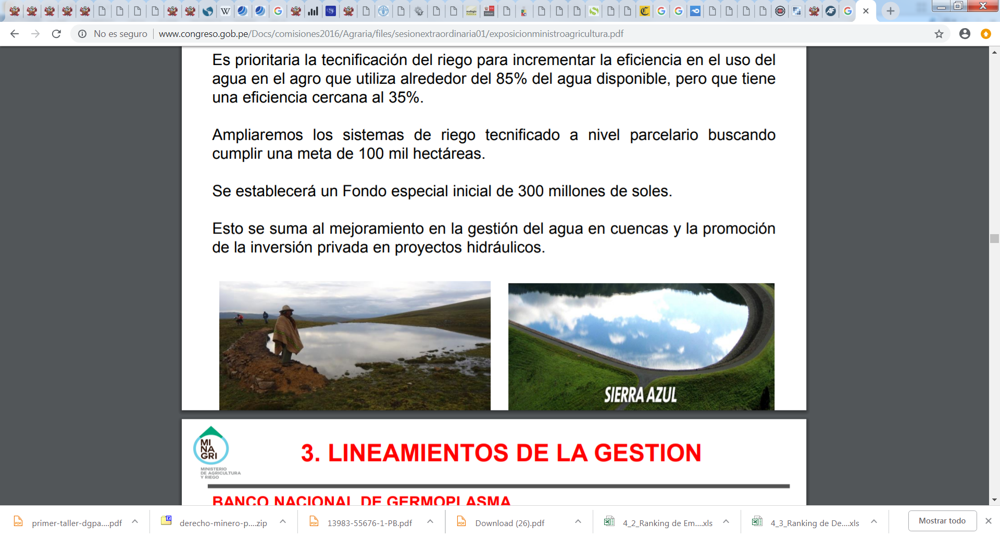 No es seguro
www.congreso.gob.pe/Docs/comisiones2016/Agraria/files/sesionextraordinaria01/exposicionministroagricultura.pdf
Es prioritaria la tecnificación del riego para incrementar la eficiencia en el uso del
agua en el agro que utiliza alrededor del 85% del agua disponible, pero que tiene
una eficiencia cercana al 35%.
Ampliaremos los sistemas de riego tecnificado a nivel parcelario buscando
cumplir una meta de 100 mil hectáreas.
Se establecerá un Fondo especial inicial de 300 millones de soles.
Esto se suma al mejoramiento en la gestión del agua en cuencas y la promoción
de la inversión privada en proyectos hidráulicos.
SIERRA AZUL
MI
NA
GRI
MINISTERIO
DE AGRICULTURA
Y RIEGO
3. LINEAMIENTOS DE LA GESTION
BANCO NACIONAL DE GERMOPLASMA
primer-taller-dgpa....pdf
derecho-minero-p....zip
13983-55676-1-PB.pdf
Download (26).pdf
4_2_Ranking de Em....xls
4_3_Ranking de De....xls
Mostrar todo